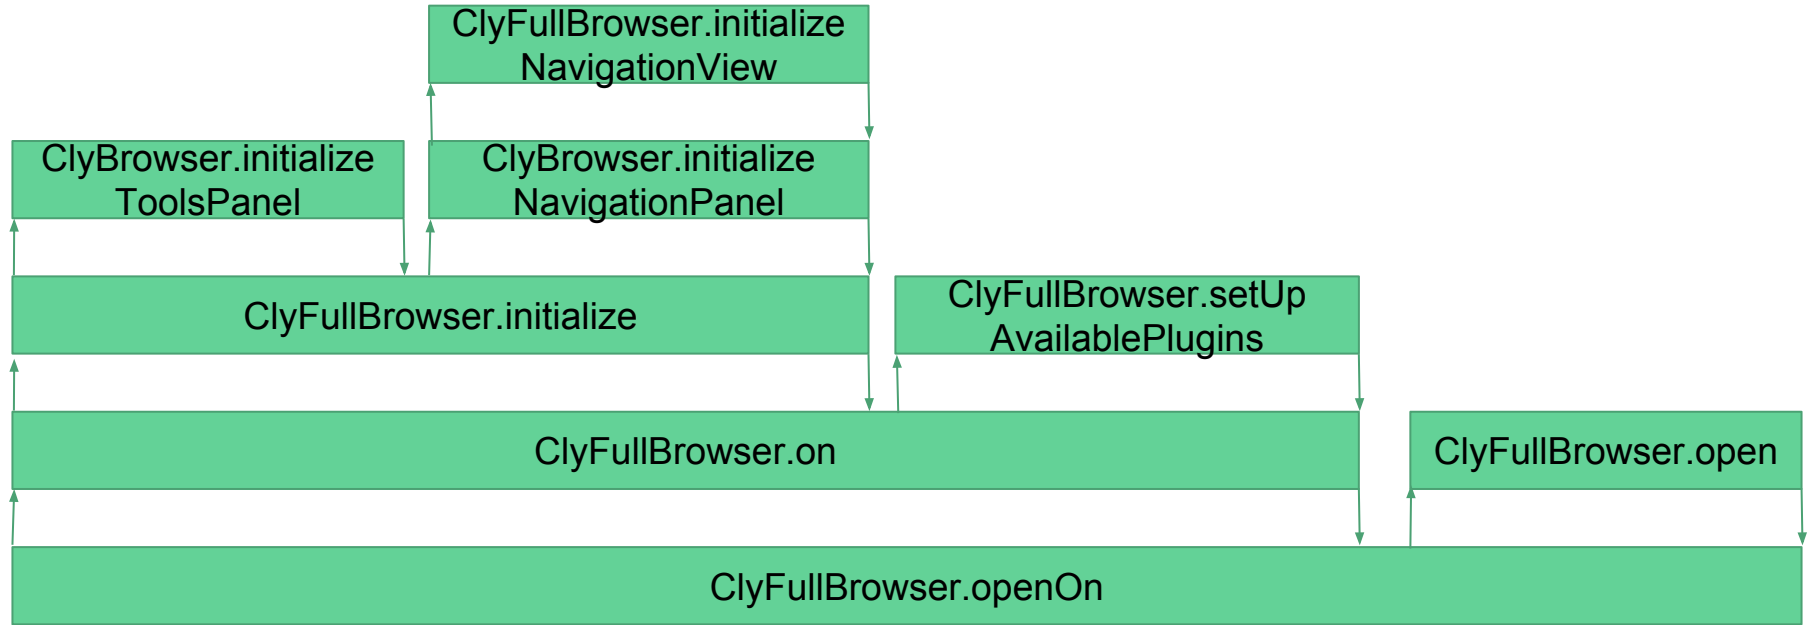 ClyFullBrowser.initialize
NavigationView
ClyBrowser.initialize
ToolsPanel
ClyBrowser.initialize
NavigationPanel
ClyFullBrowser.initialize
ClyFullBrowser.setUp
AvailablePlugins
ClyFullBrowser.on
ClyFullBrowser.open
ClyFullBrowser.openOn